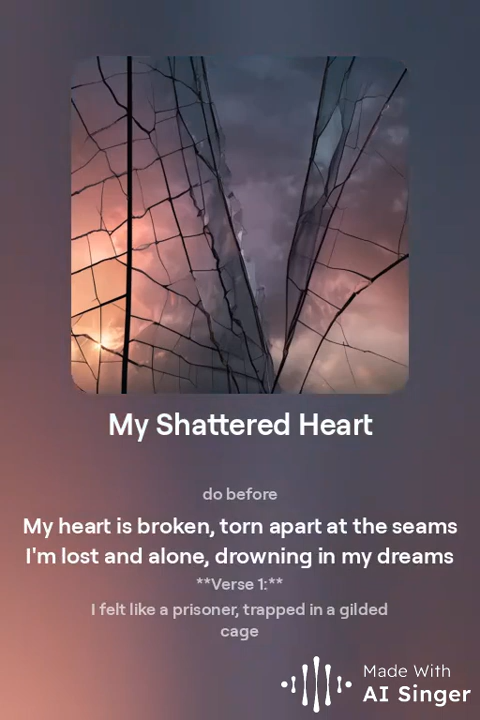 My Shattered Heart
do before
My heart is broken, torn apart at the seams
I'm lost and alone, drowning in my dreams
**Verse 1:**
I felt like a prisoner, trapped in a gilded
cage
Made With
AI Singer